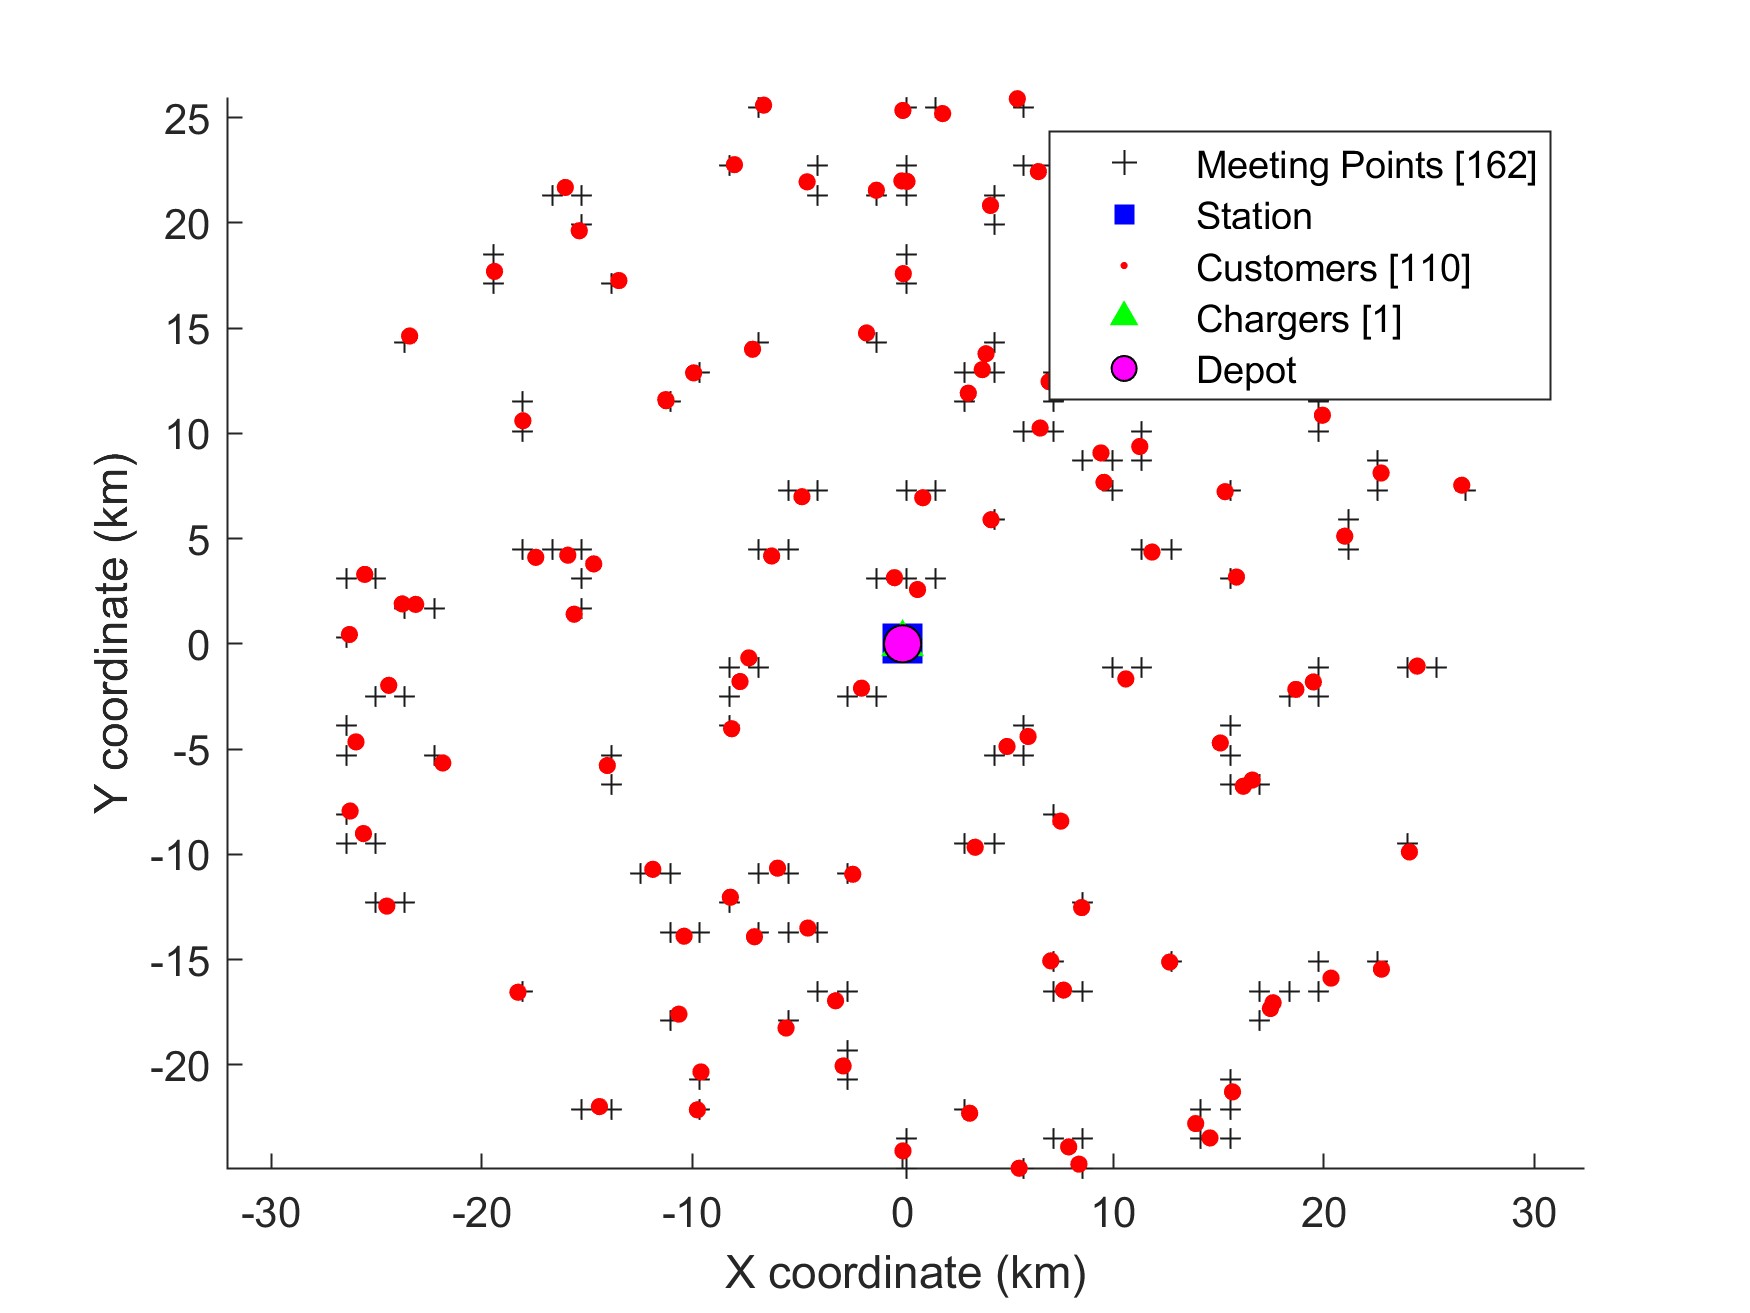 25
20
15
10
5
0
-5
-10
-15
-20
Y coordinate (km)
Meeting Points [162]
Station
Customers [110]
Chargers [1]
Depot
-30 -20 -10 0 10 20 30
X coordinate (km)